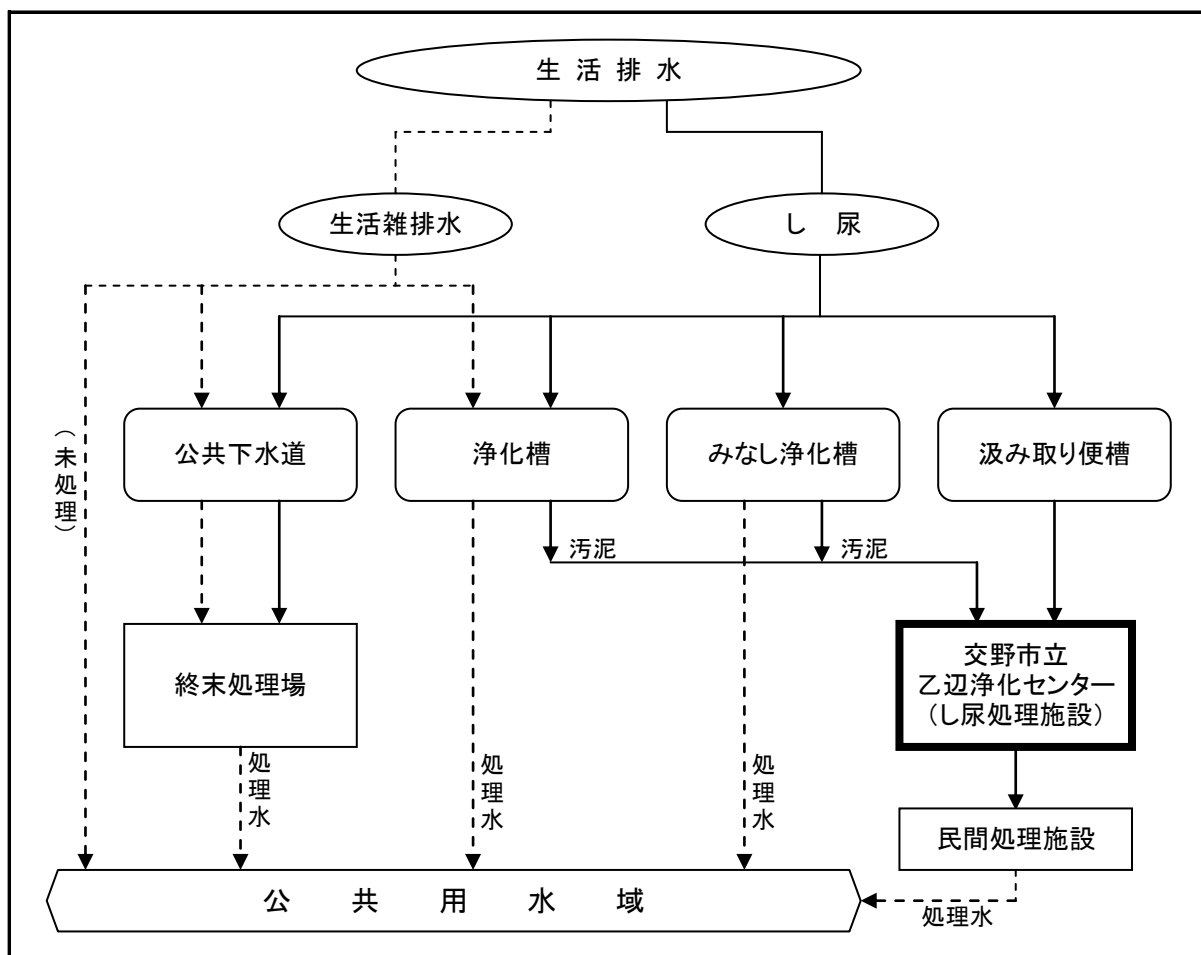 生活排水
生活雑排水
し尿
(未処理)
公共下水道
浄化槽
みなし浄化槽
汲み取り便槽
汚泥
汚泥
終末処理場
交野市立
乙辺浄化センター
(し尿処理施設)
処理水
処理水
処理水
民間処理施設
公共用水域
処理水